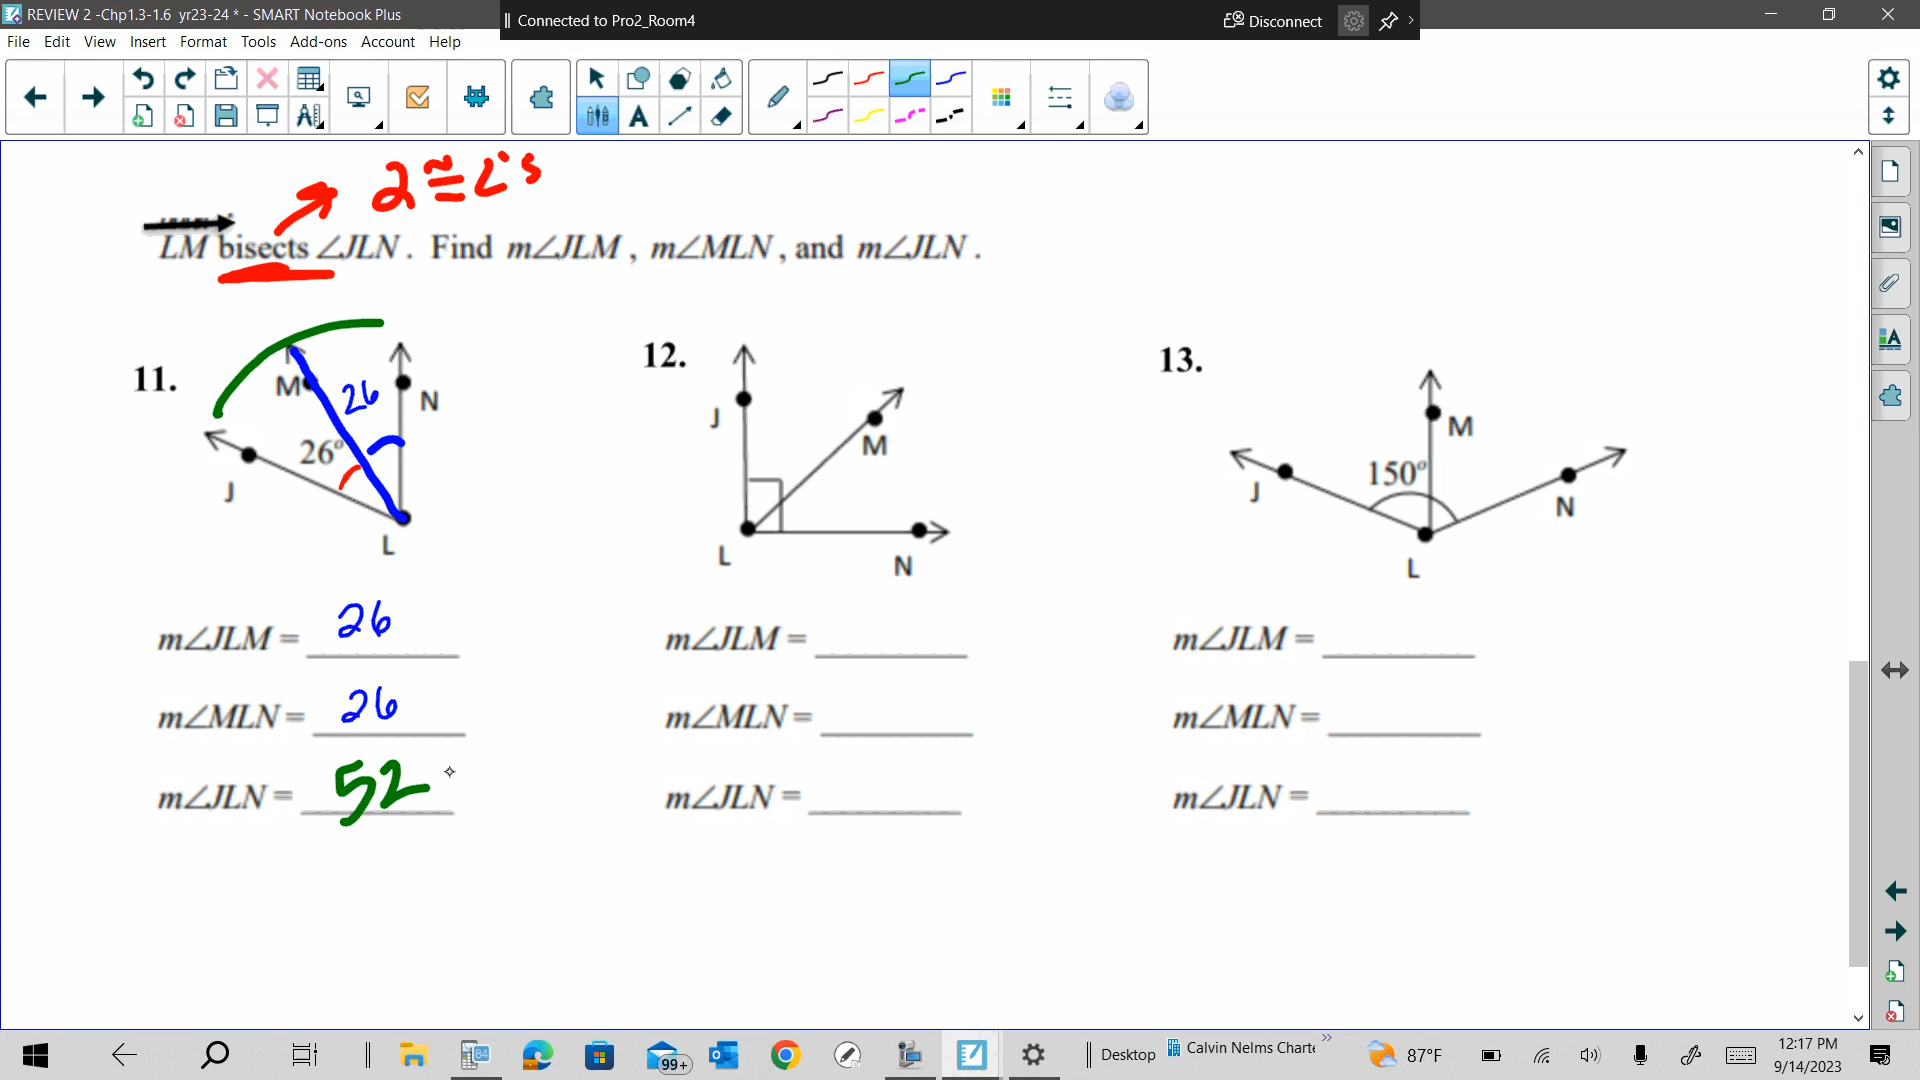 REVIEW 2 -Chp1.3-1.6 yr23-24 * - SMART Notebook Plus
Connected to Pro2_Room4
Disconnect
File Edit View Insert Format Tools Add-ons Account Help
2 ≅ ∠'s
LM bisects ∠JLN. Find m∠JLM, m∠MLN, and m∠JLN.
11.
M
26
N
26°
J
L
12.
J
M
L
N
13.
M
150°
J
N
L
m∠JLM = 26
m∠JLM =
m∠JLM =
m∠MLN = 26
m∠MLN =
m∠MLN =
m∠JLN = 52
m∠JLN =
m∠JLN =
84
99+
Desktop
Calvin Nelms Charte
87°F
12:17 PM
9/14/2023